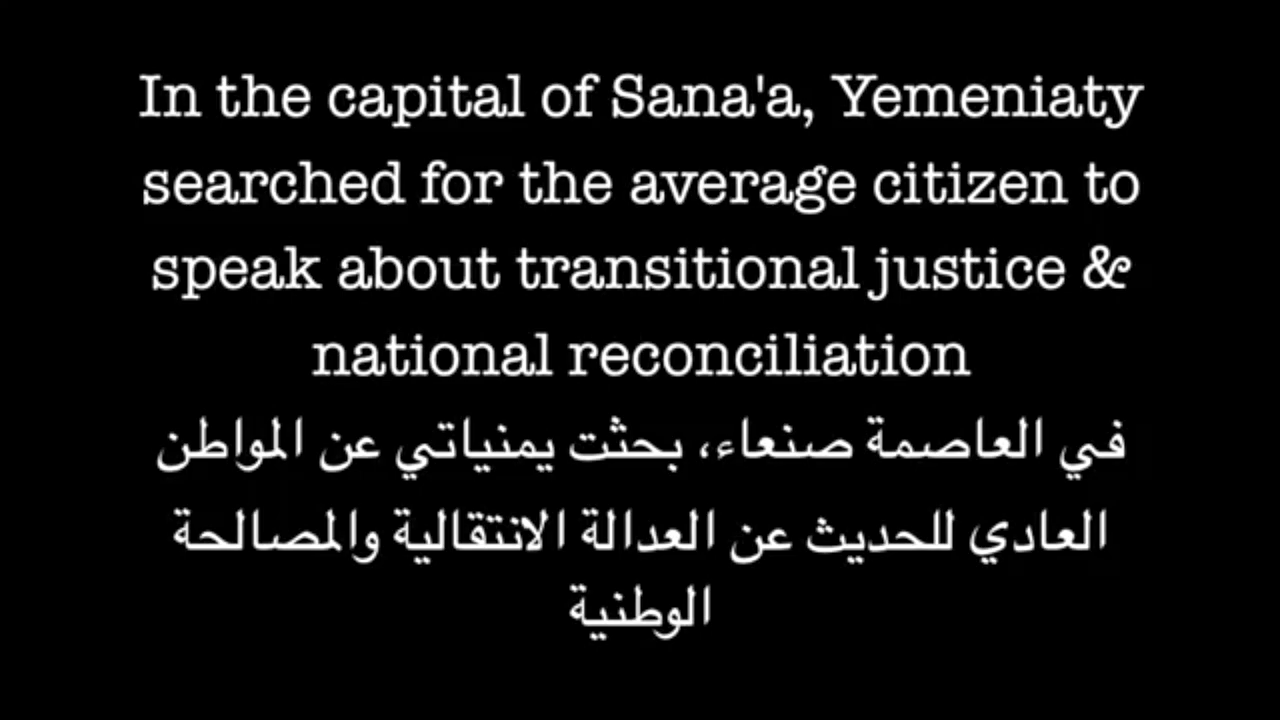 In the capital of Sana'a, Yemeniaty
searched for the average citizen to
speak about transitional justice &
national reconciliation
في العاصمة صنعاء، بحثت يمنياتي عن المواطن
العادي للحديث عن العدالة الانتقالية والمصالحة
الوطنية